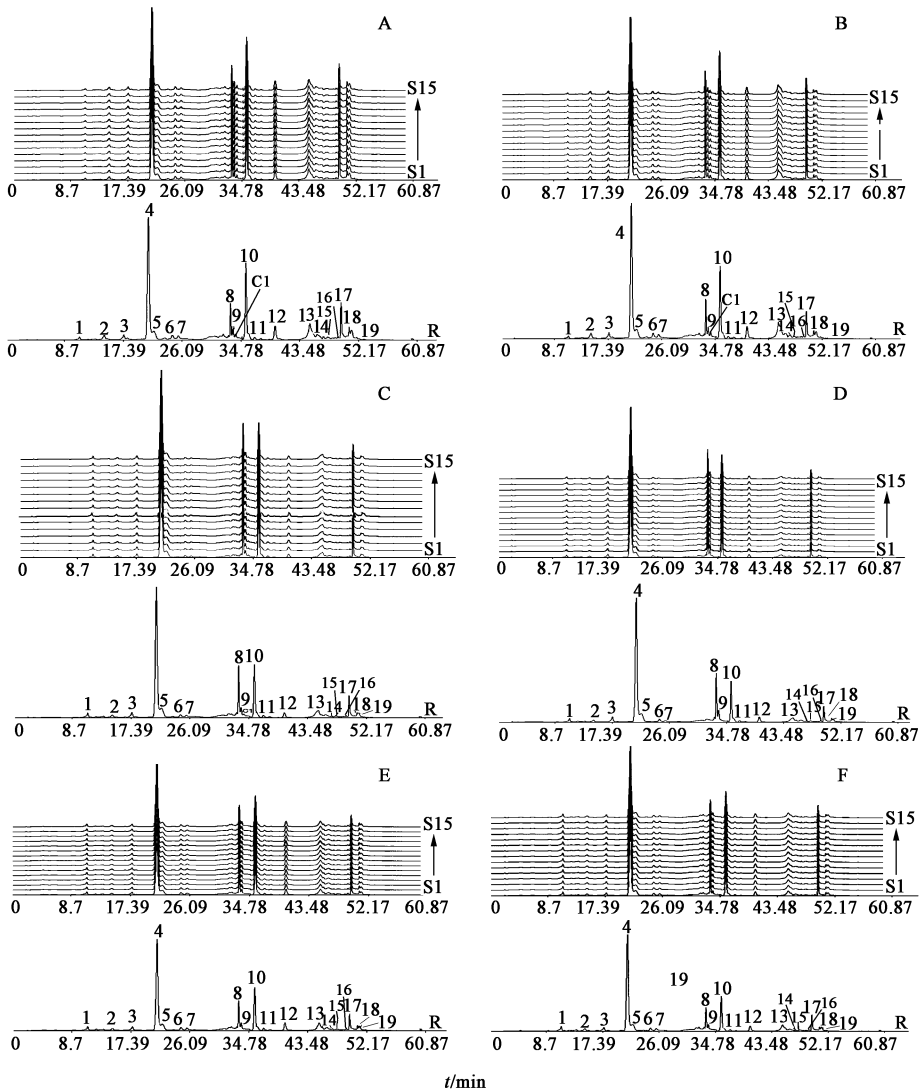 A
S15
S1
0 8.7 17.39 26.09 34.78 43.48 52.17 60.87
4
10
C1
8
9
16
15
17
1 2 3 5 6 7 11 12 13 14 18 19 R
0 8.7 17.39 26.09 34.78 43.48 52.17 60.87
B
S15
S1
0 8.7 17.39 26.09 34.78 43.48 52.17 60.87
4
10
8
C1
15
17
1 2 3 5 6 7 9 11 12 13 14 16 18 19 R
0 8.7 17.39 26.09 34.78 43.48 52.17 60.87
C
S15
S1
0 8.7 17.39 26.09 34.78 43.48 52.17 60.87
8 10
15 17 16
1 2 3 5 6 7 9 11 12 13 14 18 19 R
0 8.7 17.39 26.09 34.78 43.48 52.17 60.87
D
S15
S1
0 8.7 17.39 26.09 34.78 43.48 52.17 60.87
4
8 10
14 16 17 18
1 2 3 5 6 7 9 11 12 13 15 19 R
0 8.7 17.39 26.09 34.78 43.48 52.17 60.87
E
S15
S1
0 8.7 17.39 26.09 34.78 43.48 52.17 60.87
4
8 10
16
15 17 18
1 2 3 5 6 7 9 11 12 13 14 19 R
0 8.7 17.39 26.09 34.78 43.48 52.17 60.87
F
S15
S1
0 8.7 17.39 26.09 34.78 43.48 52.17 60.87
4
19
8 10
14 17 16
1 2 3 5 6 7 9 11 12 13 15 18 19 R
0 8.7 17.39 26.09 34.78 43.48 52.17 60.87
t/min